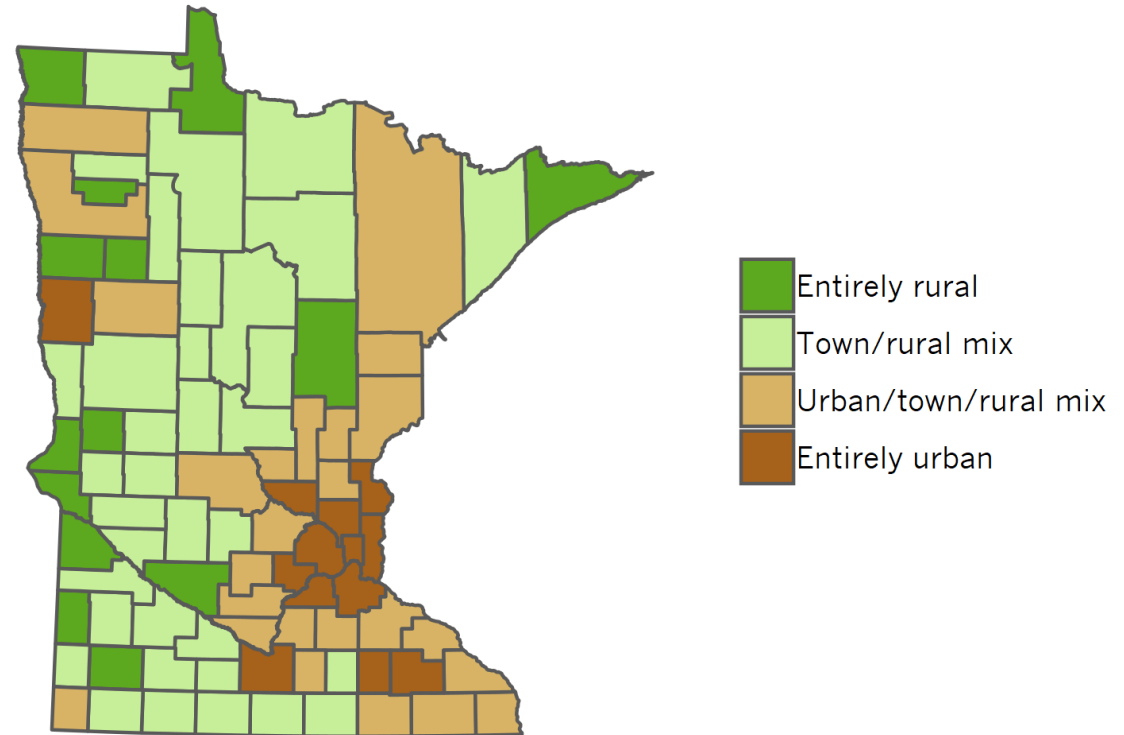 Entirely rural
Town/rural mix
Urban/town/rural mix
Entirely urban